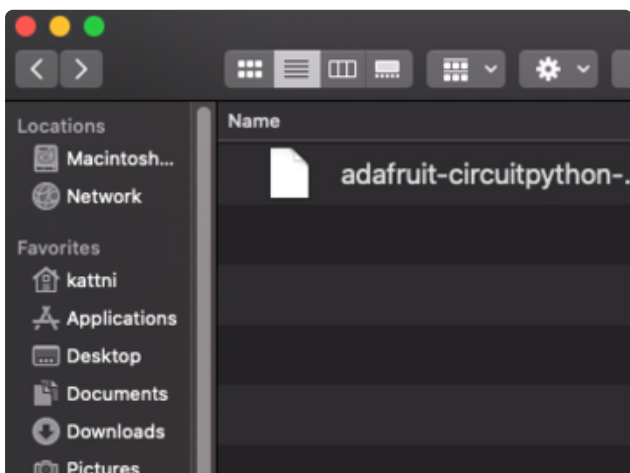 Locations
Macintosh...
Network
Favorites
kattni
Applications
Desktop
Documents
Downloads
Pictures
Name
adafruit-circuitpython-.